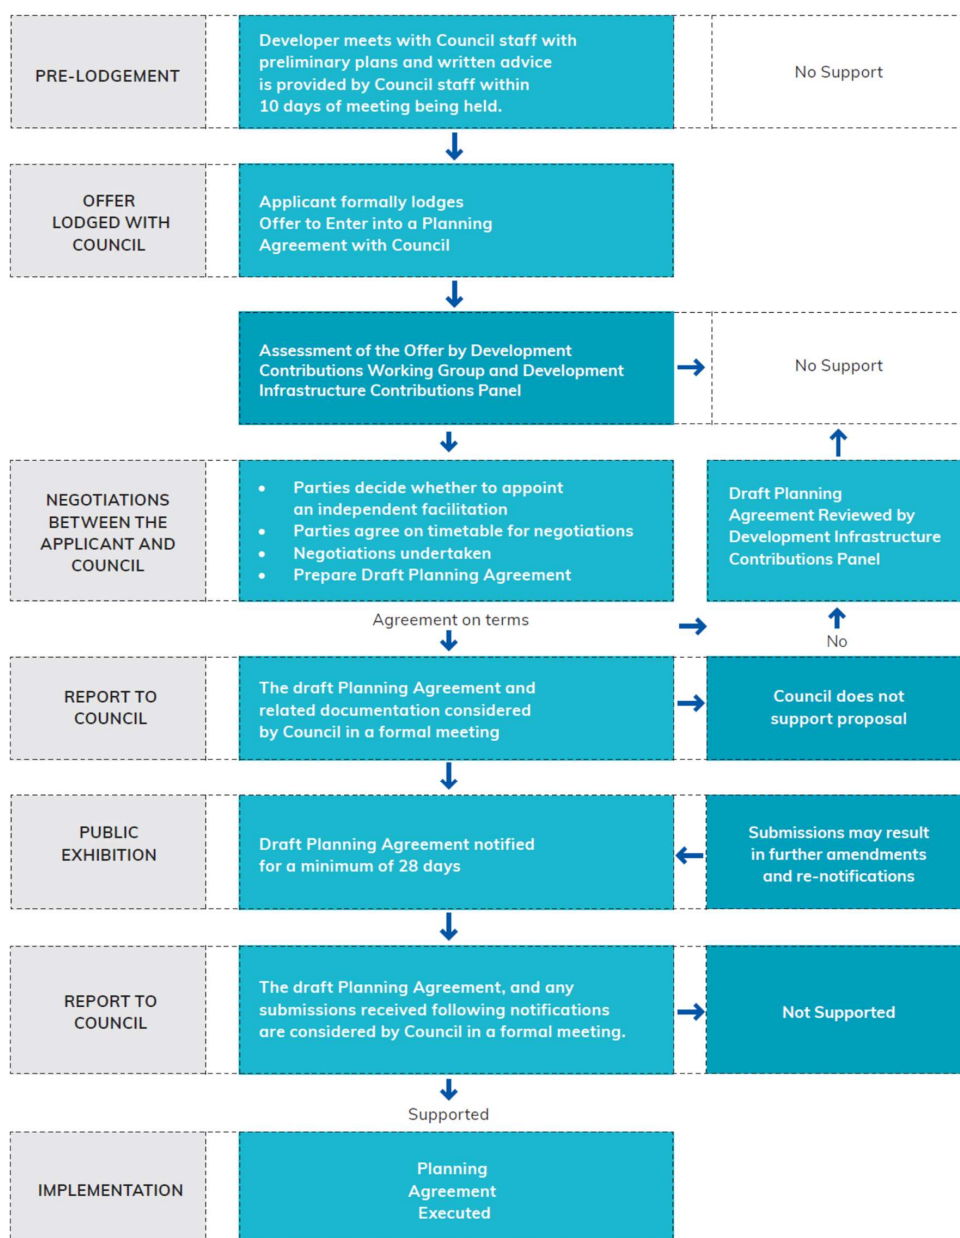 PRE-LODGEMENT
Developer meets with Council staff with
preliminary plans and written advice
is provided by Council staff within
10 days of meeting being held.
No Support
OFFER
LODGED WITH
COUNCIL
Applicant formally lodges
Offer to Enter into a Planning
Agreement with Council
Assessment of the Offer by Development
Contributions Working Group and Development
Infrastructure Contributions Panel
No Support
NEGOTIATIONS
BETWEEN THE
APPLICANT AND
COUNCIL
• Parties decide whether to appoint
an independent facilitation
• Parties agree on timetable for negotiations
• Negotiations undertaken
• Prepare Draft Planning Agreement
Draft Planning
Agreement Reviewed by
Development Infrastructure
Contributions Panel
Agreement on terms
No
REPORT TO
COUNCIL
The draft Planning Agreement and
related documentation considered
by Council in a formal meeting
Council does not
support proposal
PUBLIC
EXHIBITION
Draft Planning Agreement notified
for a minimum of 28 days
Submissions may result
in further amendments
and re-notifications
REPORT TO
COUNCIL
The draft Planning Agreement, and any
submissions received following notifications
are considered by Council in a formal meeting.
Not Supported
Supported
IMPLEMENTATION
Planning
Agreement
Executed